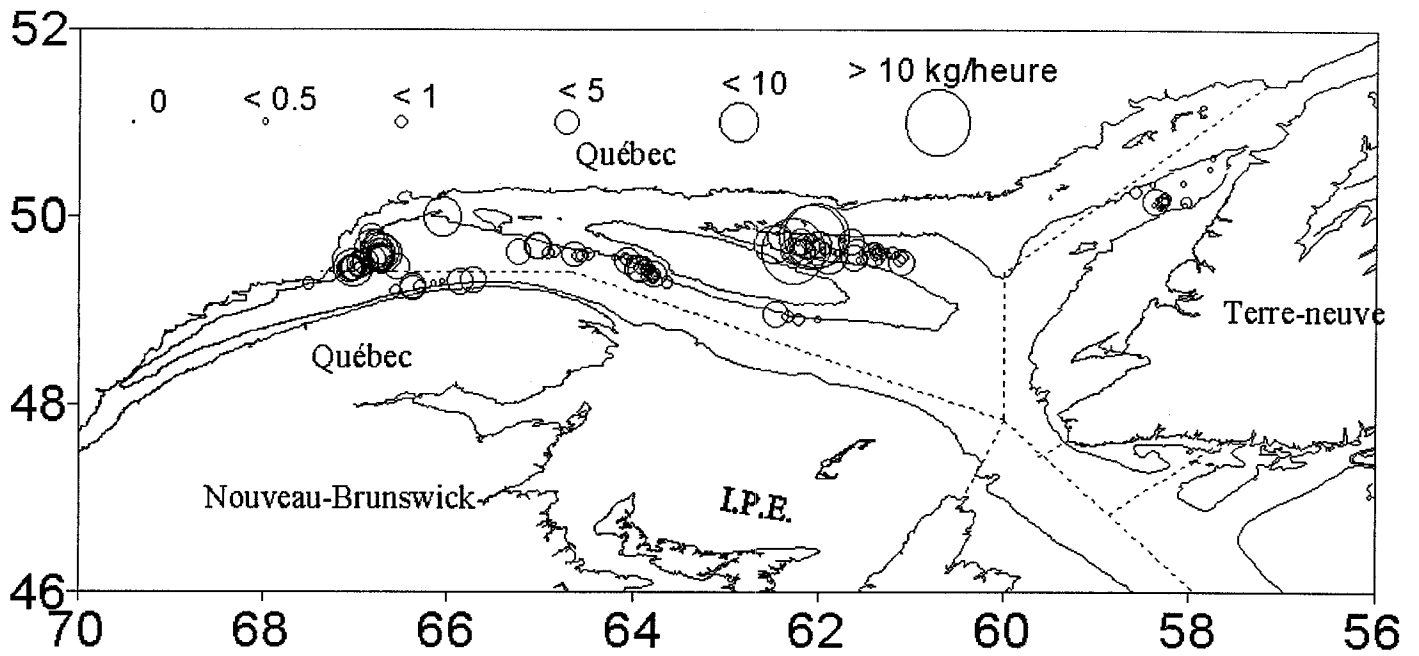 52
> 10 kg/heure
0 < 0.5 < 1 < 5 < 10
Québec
50
Terre-neuve
Québec
48
Nouveau-Brunswick
I.P.E.
46
70 68 66 64 62 60 58 56